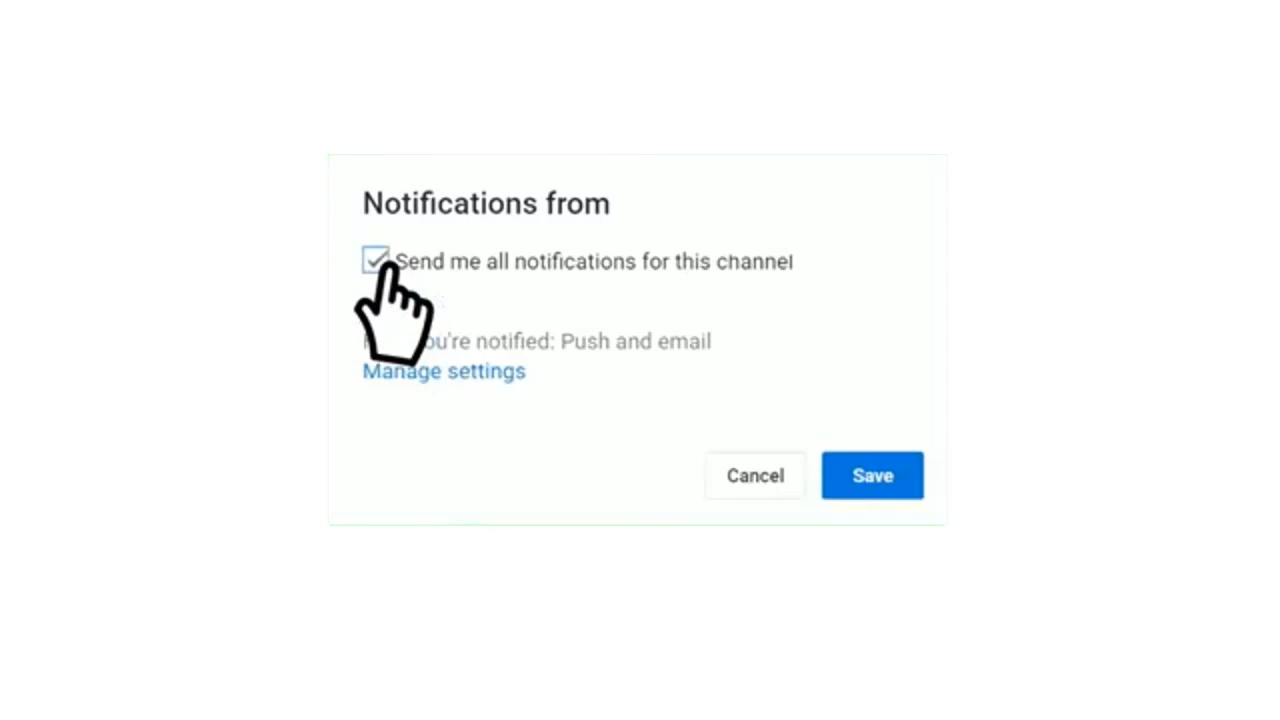 Notifications from
Send me all notifications for this channel
ou're notified: Push and email
Manage settings
Cancel
Save